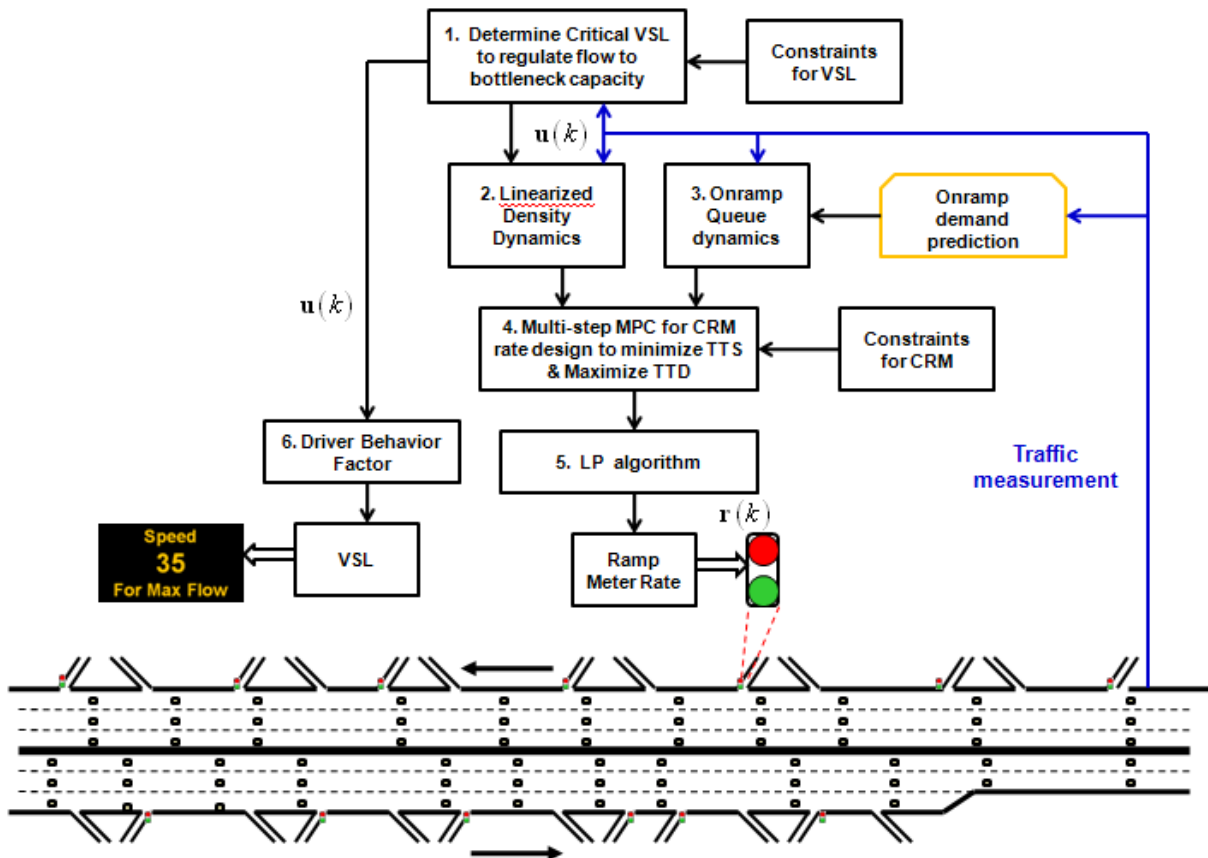 1. Determine Critical VSL
to regulate flow to
bottleneck capacity
Constraints
for VSL
u(k)
2. Linearized
Density
Dynamics
3. Onramp
Queue
dynamics
Onramp
demand
prediction
u(k)
4. Multi-step MPC for CRM
rate design to minimize TTS
& Maximize TTD
Constraints
for CRM
6. Driver Behavior
Factor
5. LP algorithm
Traffic
measurement
r(k)
Speed
35
For Max Flow
VSL
Ramp
Meter Rate